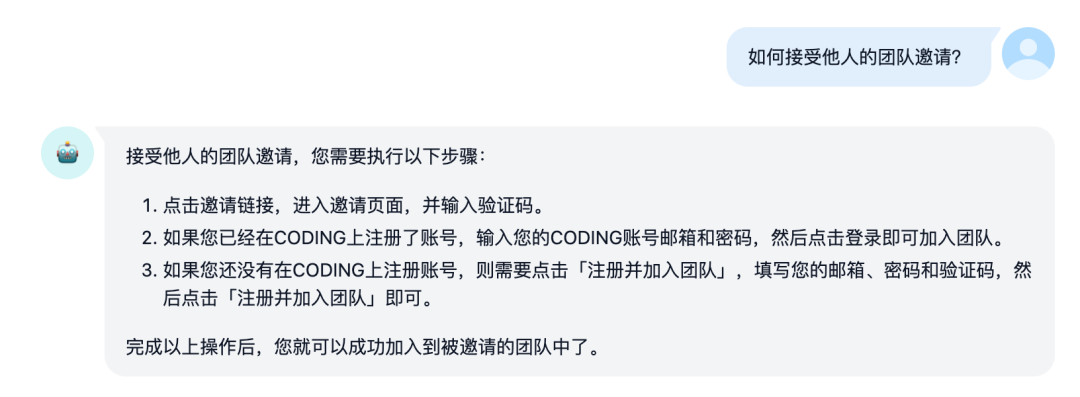 如何接受他人的团队邀请?
接受他人的团队邀请，您需要执行以下步骤：
1. 点击邀请链接，进入邀请页面，并输入验证码。
2. 如果您已经在CODING上注册了账号，输入您的CODING账号邮箱和密码，然后点击登录即可加入团队。
3. 如果您还没有在CODING上注册账号，则需要点击「注册并加入团队」，填写您的邮箱、密码和验证码，然
后点击「注册并加入团队」即可。
完成以上操作后，您就可以成功加入到被邀请的团队中了。